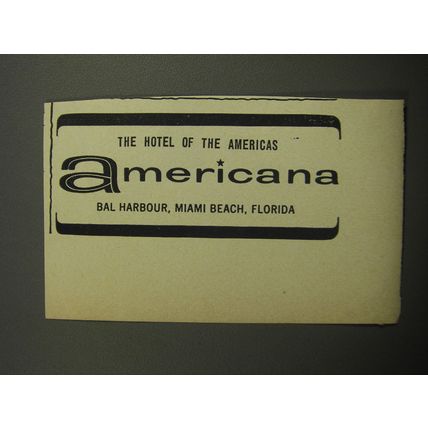 THE HOTEL OF THE AMERICAS
americana
BAL HARBOUR, MIAMI BEACH, FLORIDA